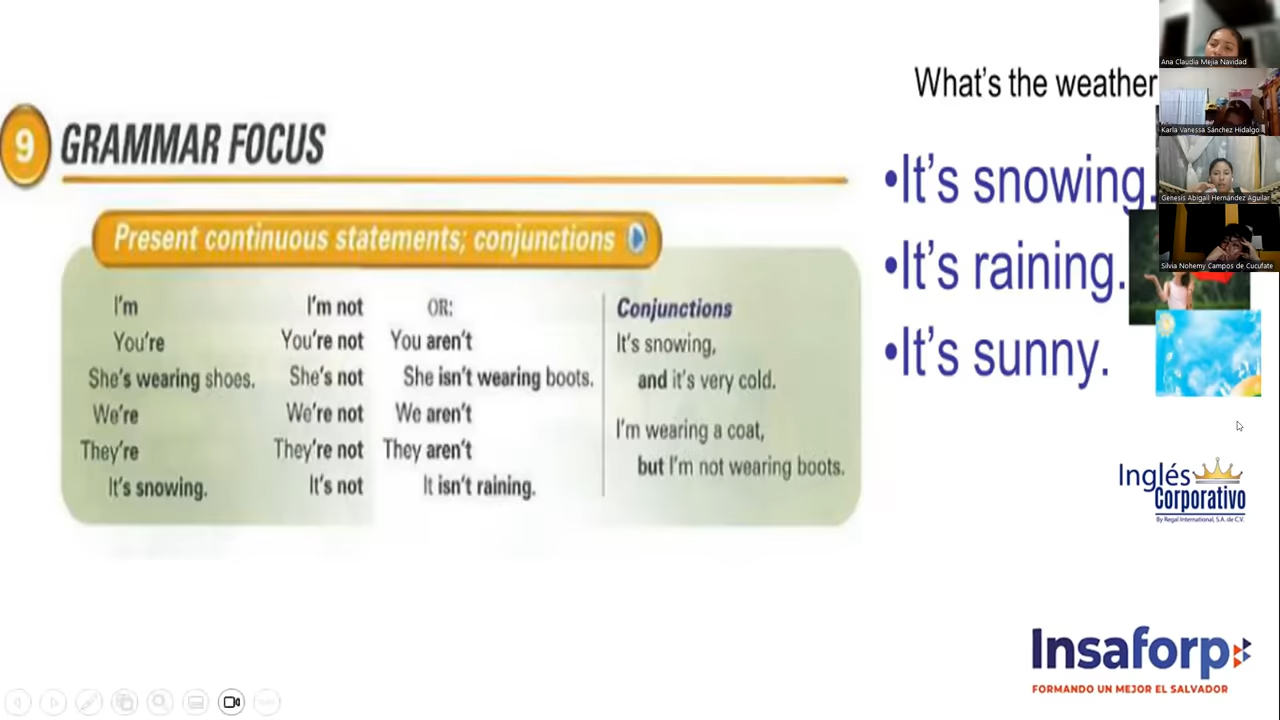 9 GRAMMAR FOCUS
Present continuous statements; conjunctions
I'm I'm not OR:
You're You're not You aren't
She's wearing shoes. She's not She isn't wearing boots.
We're We're not We aren't
They're They're not They aren't
It's snowing. It's not It isn't raining.
Conjunctions
It's snowing,
and it's very cold.
I'm wearing a coat,
but I'm not wearing boots.
What's the weather
•It's snowing.
•It's raining.
•It's sunny.
Ana Claudia Mejia Navidad
Karla Vanessa Sánchez Hidalgo
Genesis Abigail Hernández Aguilar
Silvia Nohemy Campos de Cucufate
Inglés
Corporativo
By Regal International, S.A. de C.V.
Insaforp
FORMANDO UN MEJOR EL SALVADOR